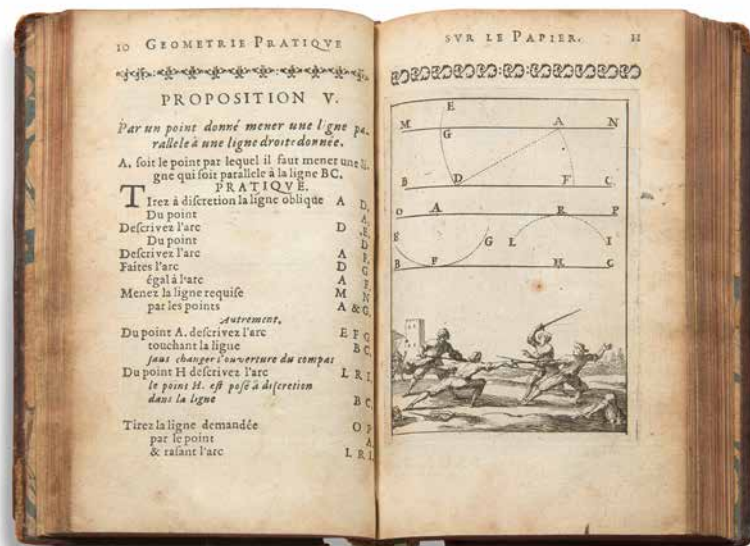 10 GEOMETRIE PRATIQVE
PROPOSITION V.
Par un point donné mener une ligne pa-
rallele à une ligne droite donnée.
A. soit le point par lequel il faut mener une li-
gne qui soit parallele à la ligne BC.
PRATIQVE.
Tirez à discretion la ligne oblique A D.
Du point A.
Descrivez l'arc D E.
Du point D
Descrivez l'arc A F.
Faites l'arc D G
égal à l'arc A F.
Menez la ligne requise M N
par les points A & G.
Autrement.
Du point A. descrivez l'arc E F G
touchant la ligne B C.
sans changer l'ouverture du compas
Du point H descrivez l'arc L R I.
le point H. est posé à discretion
dans la ligne B C.
Tirez la ligne demandée O P
par le point A.
& rasant l'arc L R I.
SVR LE PAPIER. 11
E
M A N
G
B D F C
O A R P
E G L I
B F H C